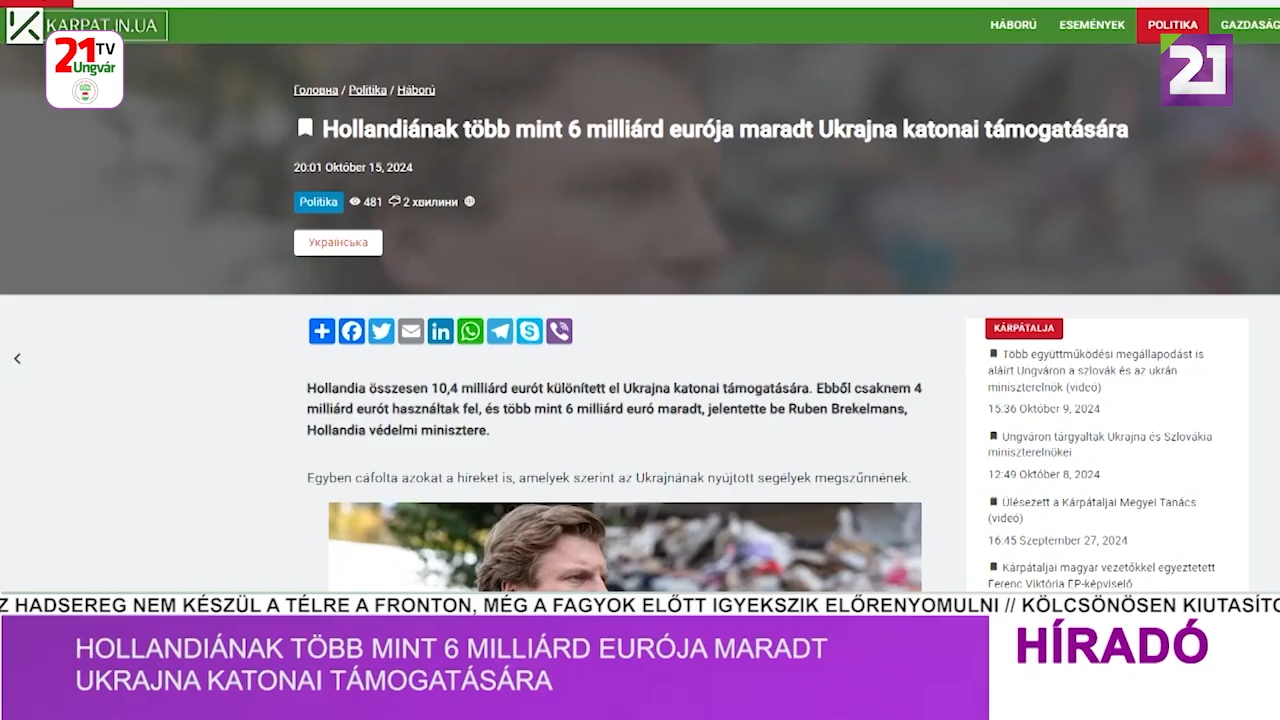 KARPAT.IN.UA
HÁBORÚ
ESEMÉNYEK
POLITIKA
GAZDASÁG
21 TV
Ungvár
21
Головна / Politika / Háború
Hollandiának több mint 6 milliárd eurója maradt Ukrajna katonai támogatására
20:01 Október 15, 2024
Politika 481 2 хвилини
Українська
Hollandia összesen 10,4 milliárd eurót különített el Ukrajna katonai támogatására. Ebből csaknem 4
milliárd eurót használtak fel, és több mint 6 milliárd euró maradt, jelentette be Ruben Brekelmans,
Hollandia védelmi minisztere.
Egyben cáfolta azokat a híreket is, amelyek szerint az Ukrajnának nyújtott segélyek megszűnnének.
KÁRPÁTALJA
Több együttműködési megállapodást is
aláírt Ungváron a szlovák és az ukrán
miniszterelnök (videó)
15:36 Október 9, 2024
Ungváron tárgyaltak Ukrajna és Szlovákia
miniszterelnökei
12:49 Október 8, 2024
Ülésezett a Kárpátaljai Megyei Tanács
(videó)
16:45 Szeptember 27, 2024
Kárpátaljai magyar vezetőkkel egyeztetett
Ferenc Viktória EP-képviselő
Z HADSEREG NEM KÉSZÜL A TÉLRE A FRONTON, MÉG A FAGYOK ELŐTT IGYEKSZIK ELŐRENYOMULNI // KÖLCSÖNÖSEN KIUTASÍTO
HOLLANDIÁNAK TÖBB MINT 6 MILLIÁRD EURÓJA MARADT
UKRAJNA KATONAI TÁMOGATÁSÁRA
HÍRADÓ